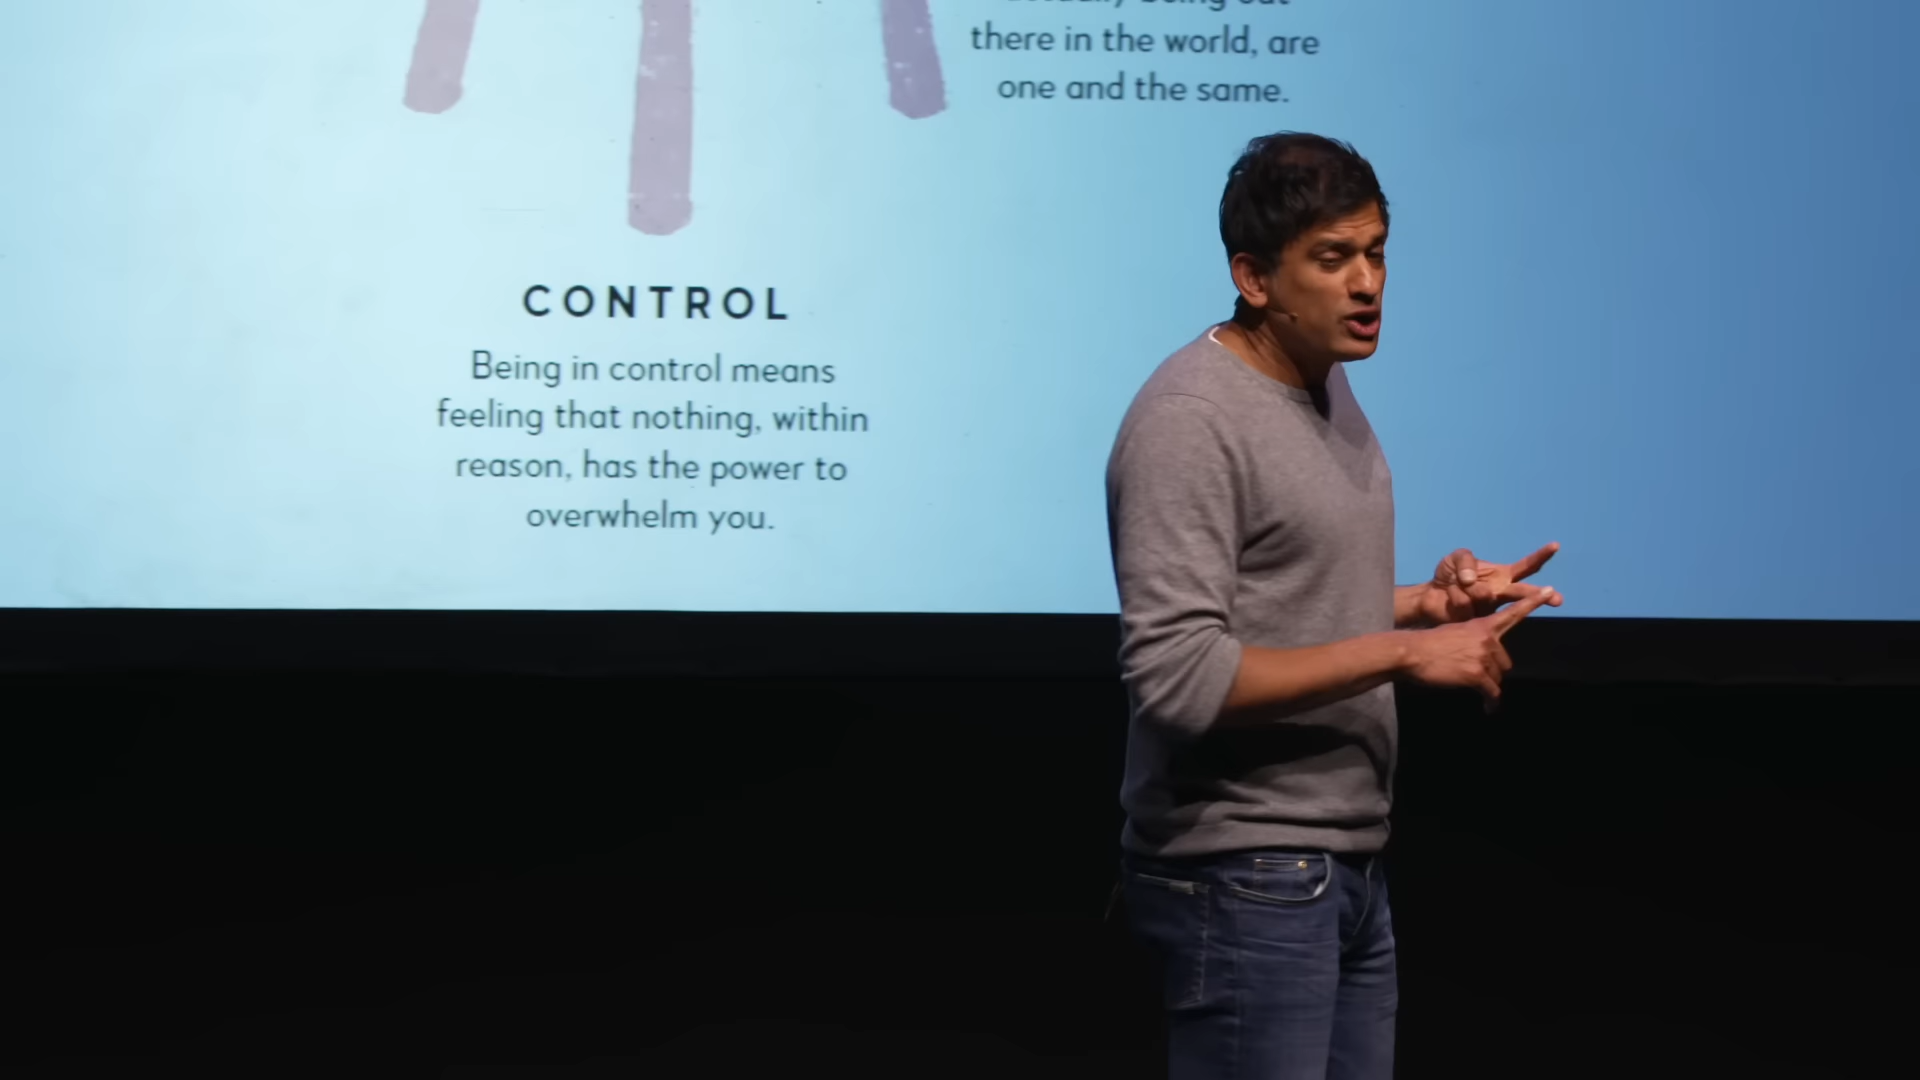 there in the world, are
one and the same.
CONTROL
Being in control means
feeling that nothing, within
reason, has the power to
overwhelm you.